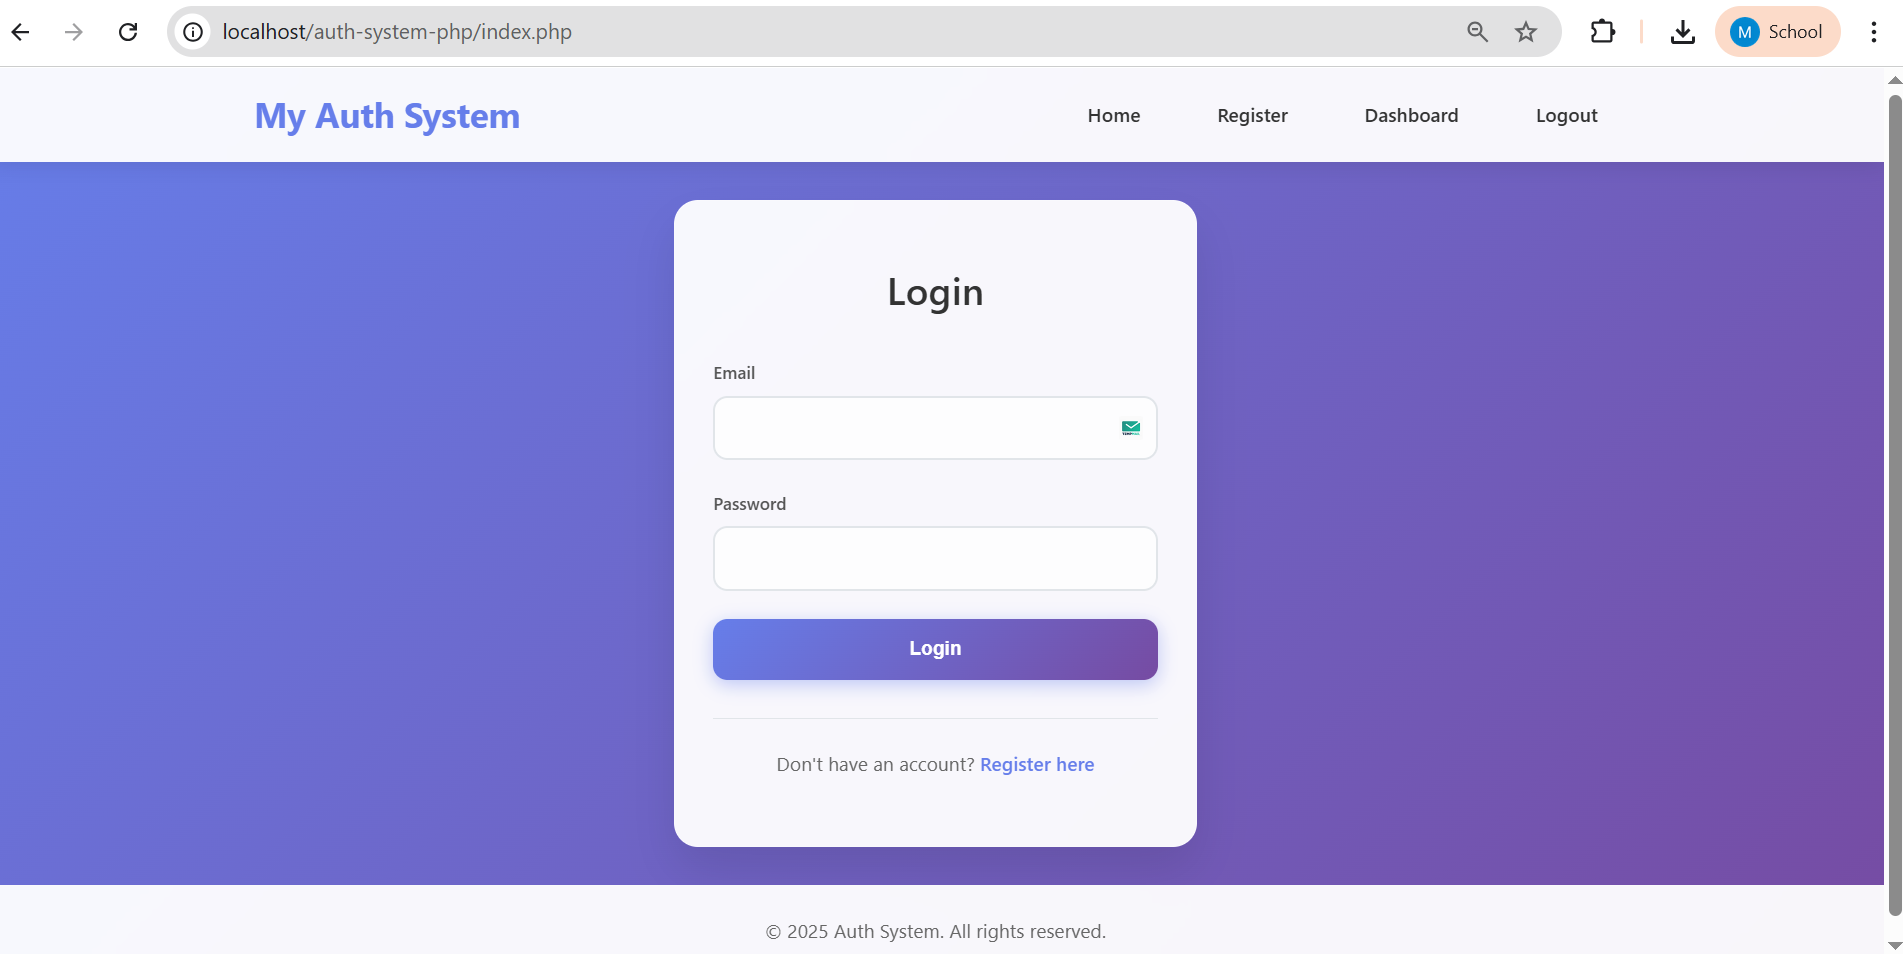 localhost/auth-system-php/index.php
M School
My Auth System
Home Register Dashboard Logout
Login
Email
Password
Login
Don't have an account? Register here
© 2025 Auth System. All rights reserved.